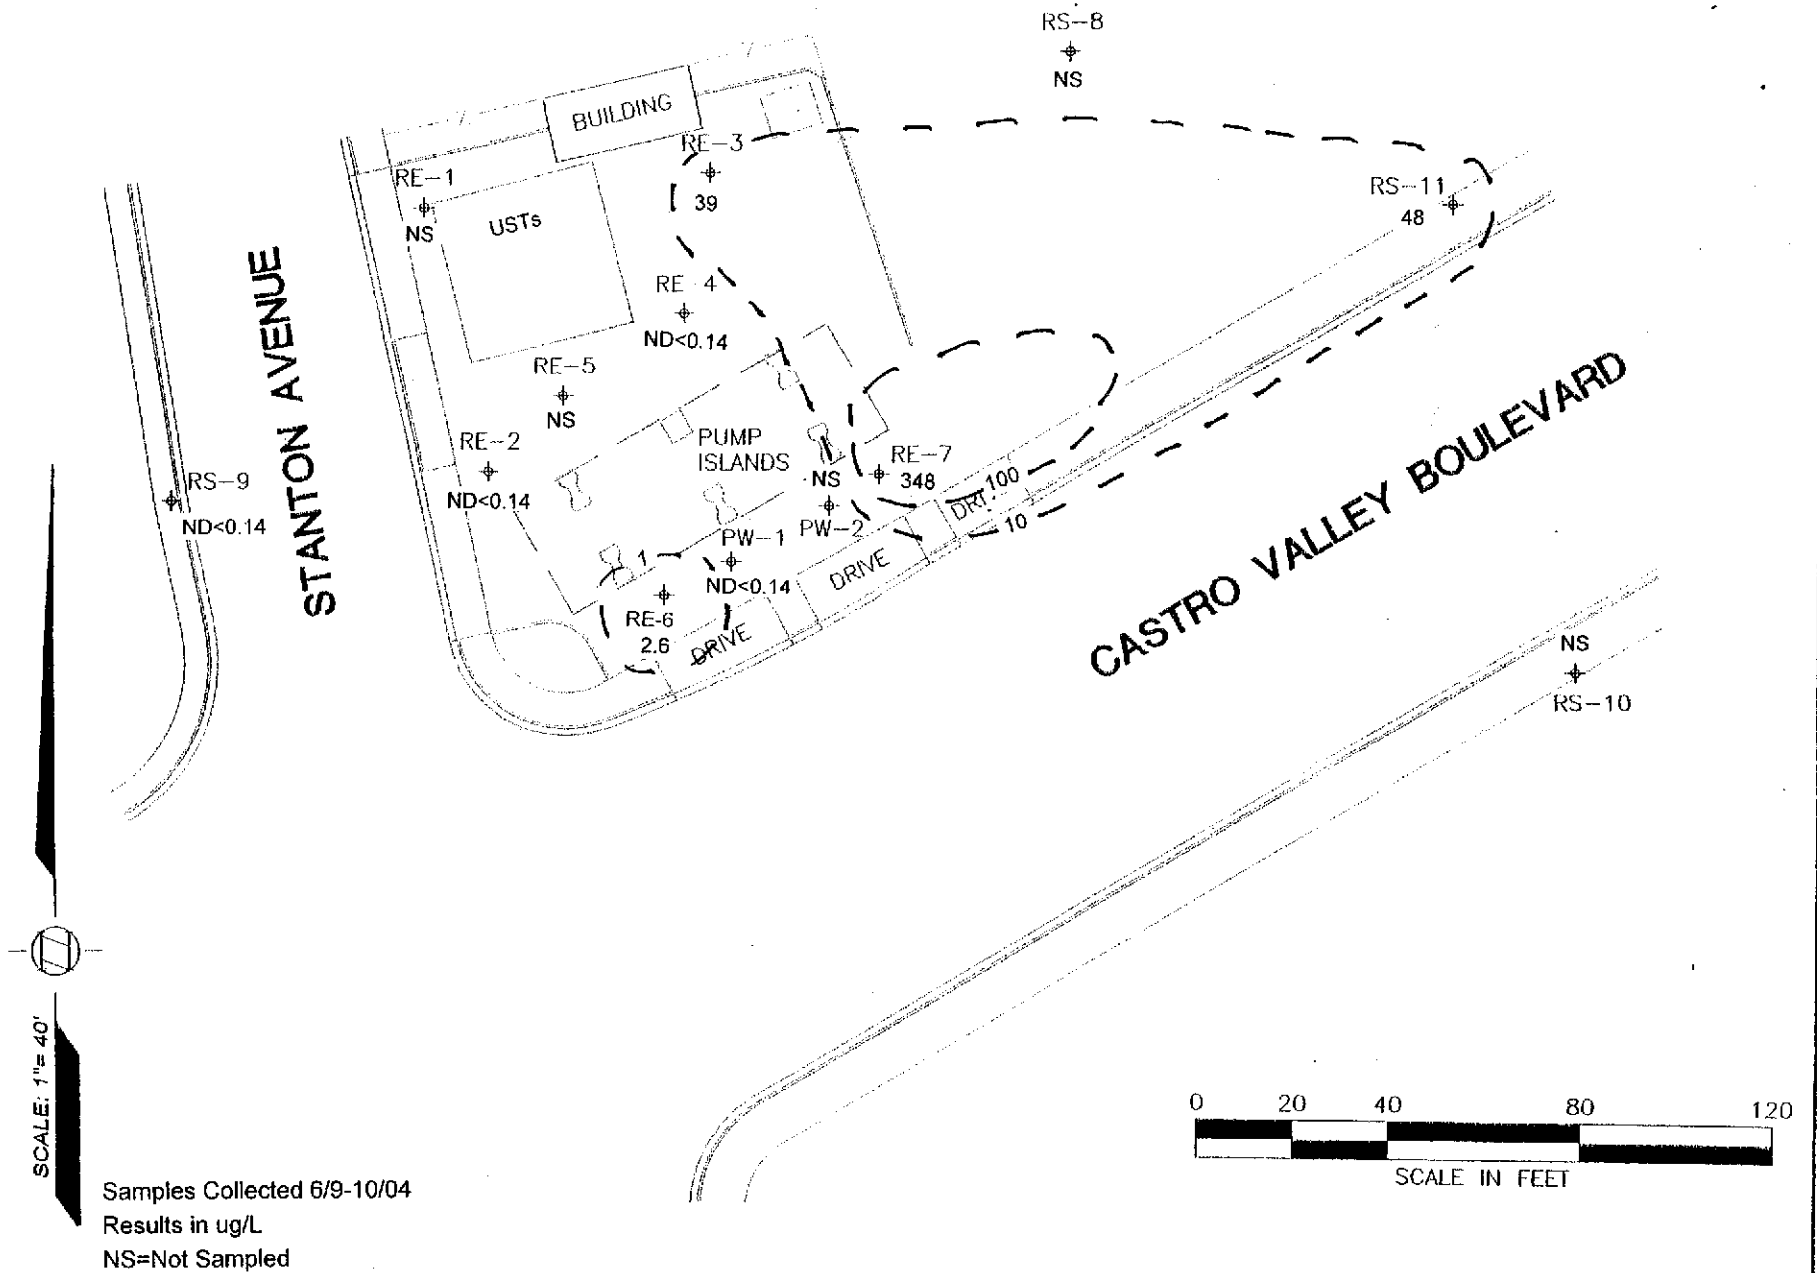 RS-8
NS
BUILDING
RE-3
39
RE-1
NS
USTs
RS-11
48
STANTON AVENUE
RE 4
ND<0.14
RE-5
NS
RE-2
ND<0.14
PUMP
ISLANDS
RE-7
348
NS
PW-2
RS-9
ND<0.14
100
DRI
10
CASTRO VALLEY BOULEVARD
1
PW-1
ND<0.14
DRIVE
RE-6
2.6
DRIVE
NS
RS-10
SCALE: 1"= 40'
0 20 40 80 120
SCALE IN FEET
Samples Collected 6/9-10/04
Results in ug/L
NS=Not Sampled